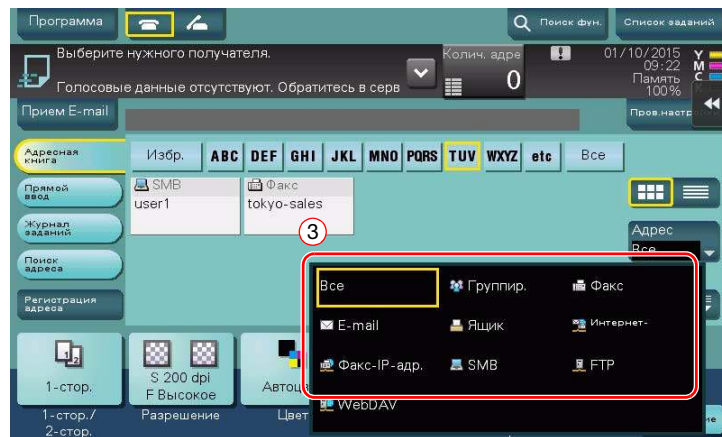 Программа
Поиск фун.
Список заданий
Выберите нужного получателя.
Голосовые данные отсутствуют. Обратитесь в серв
Колич. адре
0
01/10/2015
09:22
Память
100%
Y
M
C
Прием E-mail
Пров.настр
Адресная
книга
Избр.
ABC
DEF
GHI
JKL
MNO
PQRS
TUV
WXYZ
etc
Все
Прямой
ввод
SMB
user1
Факс
tokyo-sales
Журнал
заданий
3
Адрес
Все
Поиск
адреса
Регистрация
адреса
Все
Группир.
Факс
E-mail
Ящик
Интернет-
Факс-IP-адр.
SMB
FTP
WebDAV
1-стор.
S 200 dpi
F Высокое
Автоцв
1-стор./
2-стор.
Разрешение
Цвет